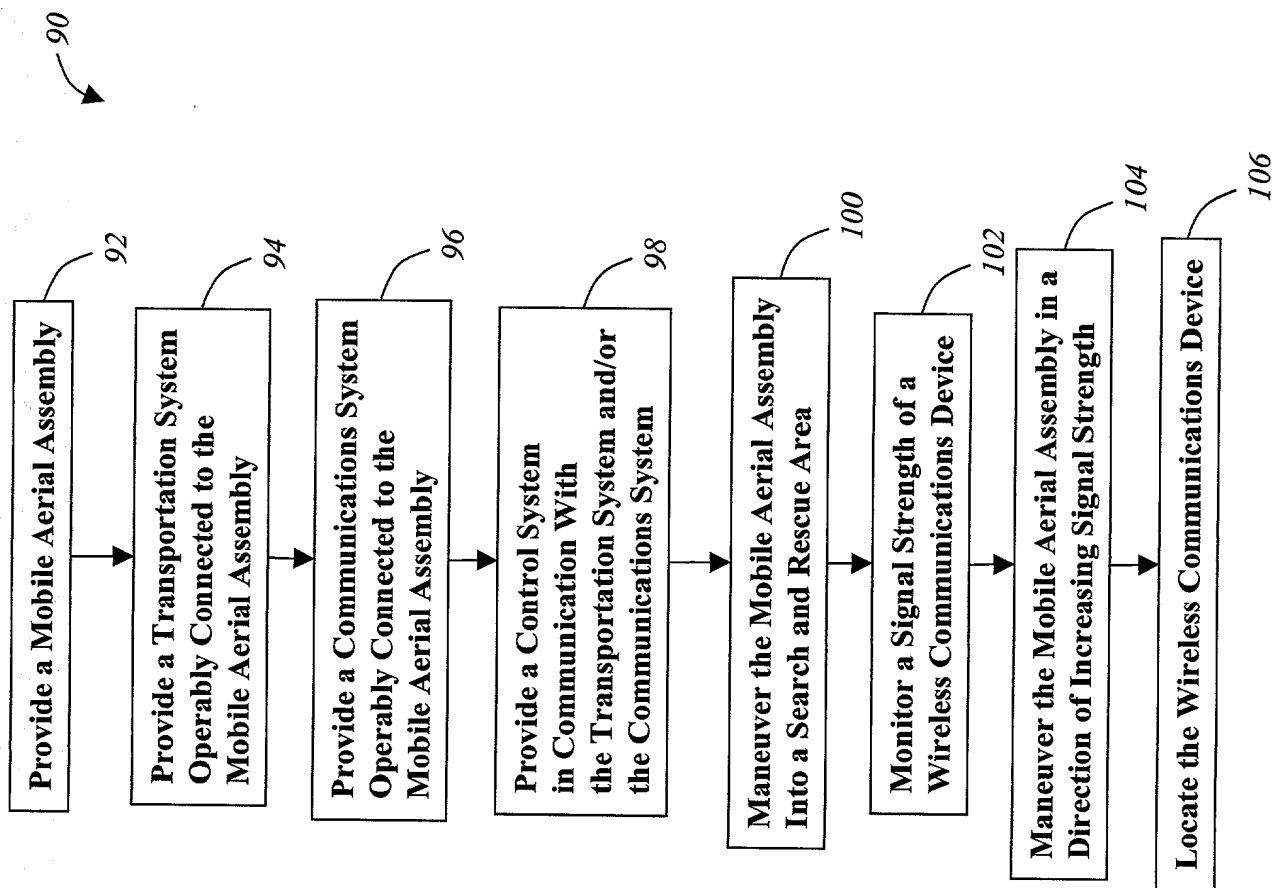 90
Provide a Mobile Aerial Assembly
92
Provide a Transportation System
Operably Connected to the
Mobile Aerial Assembly
94
Provide a Communications System
Operably Connected to the
Mobile Aerial Assembly
96
Provide a Control System
in Communication With
the Transportation System and/or
the Communications System
98
Maneuver the Mobile Aerial Assembly
Into a Search and Rescue Area
100
Monitor a Signal Strength of a
Wireless Communications Device
102
Maneuver the Mobile Aerial Assembly in a
Direction of Increasing Signal Strength
104
Locate the Wireless Communications Device
106